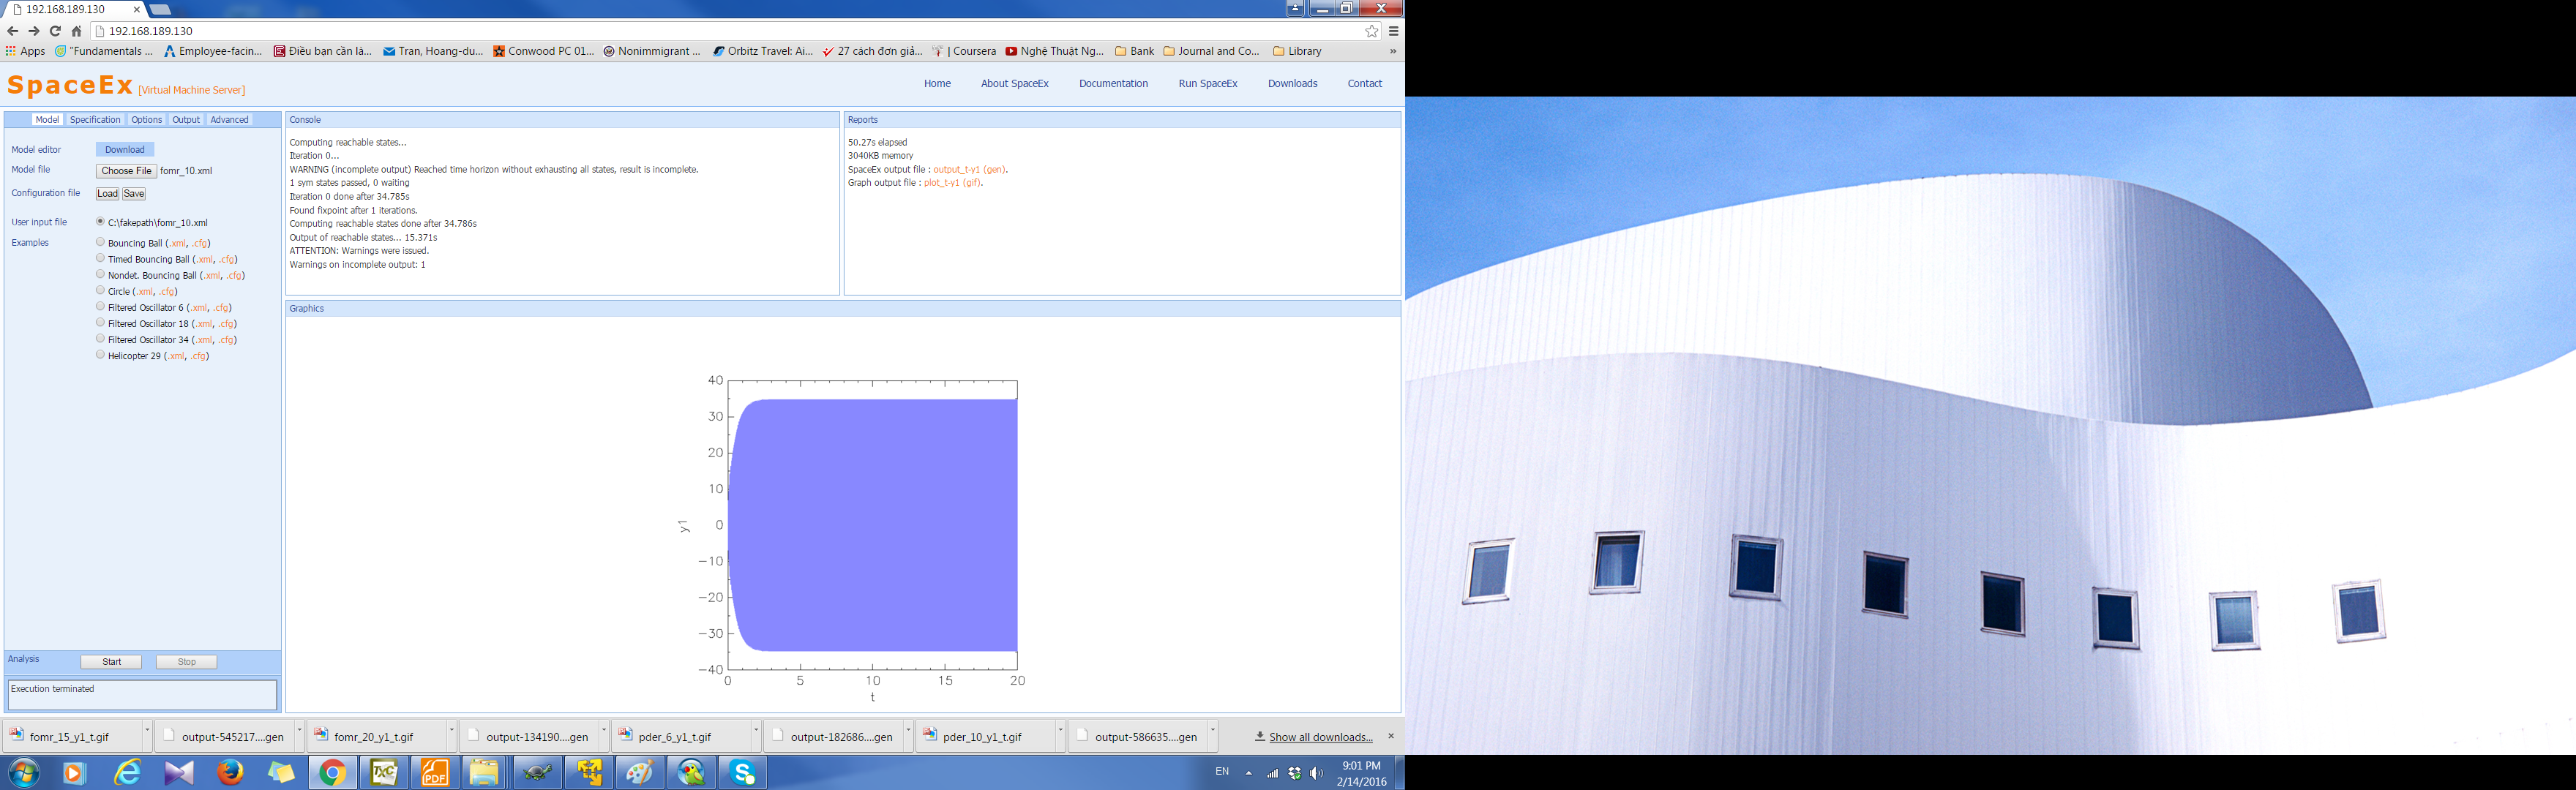 192.168.189.130
192.168.189.130
Apps "Fundamentals ... Employee-facin... Điều bạn cần là... Tran, Hoang-du... Conwood PC 01... Nonimmigrant ... Orbitz Travel: Ai... 27 cách đơn giả... | Coursera Nghệ Thuật Ng... Bank Journal and Co... Library »
SpaceEx [Virtual Machine Server]
Home About SpaceEx Documentation Run SpaceEx Downloads Contact
Model Specification Options Output Advanced
Model editor Download
Model file Choose File fomr_10.xml
Configuration file Load Save
User input file C:\fakepath\fomr_10.xml
Examples Bouncing Ball (.xml, .cfg)
Timed Bouncing Ball (.xml, .cfg)
Nondet. Bouncing Ball (.xml, .cfg)
Circle (.xml, .cfg)
Filtered Oscillator 6 (.xml, .cfg)
Filtered Oscillator 18 (.xml, .cfg)
Filtered Oscillator 34 (.xml, .cfg)
Helicopter 29 (.xml, .cfg)
Analysis Start Stop
Execution terminated
Console
Computing reachable states...
Iteration 0...
WARNING (incomplete output) Reached time horizon without exhausting all states, result is incomplete.
1 sym states passed, 0 waiting
Iteration 0 done after 34.785s
Found fixpoint after 1 iterations.
Computing reachable states done after 34.786s
Output of reachable states... 15.371s
ATTENTION: Warnings were issued.
Warnings on incomplete output: 1
Reports
50.27s elapsed
3040KB memory
SpaceEx output file : output_t-y1 (gen).
Graph output file : plot_t-y1 (gif).
Graphics
40
30
20
10
0
−10
−20
−30
−40
y1
0 5 10 15 20
t
fomr_15_y1_t.gif output-545217....gen fomr_20_y1_t.gif output-134190....gen pder_6_y1_t.gif output-182686....gen pder_10_y1_t.gif output-586635....gen Show all downloads...
TXC PDF EN 9:01 PM
2/14/2016